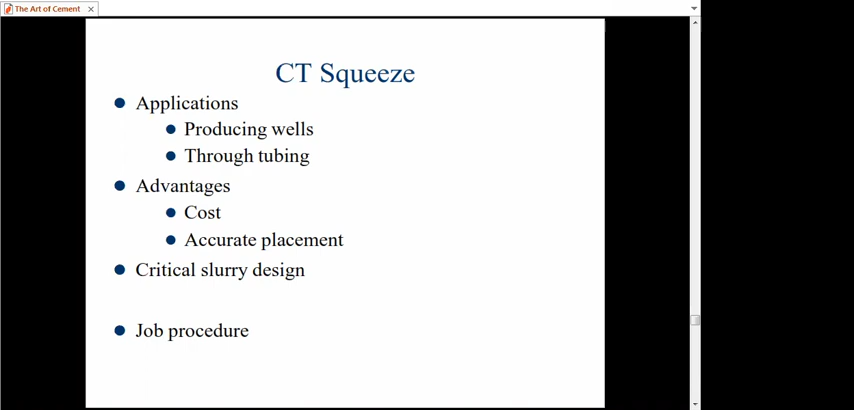 The Art of Cement
CT Squeeze
Applications
Producing wells
Through tubing
Advantages
Cost
Accurate placement
Critical slurry design
Job procedure